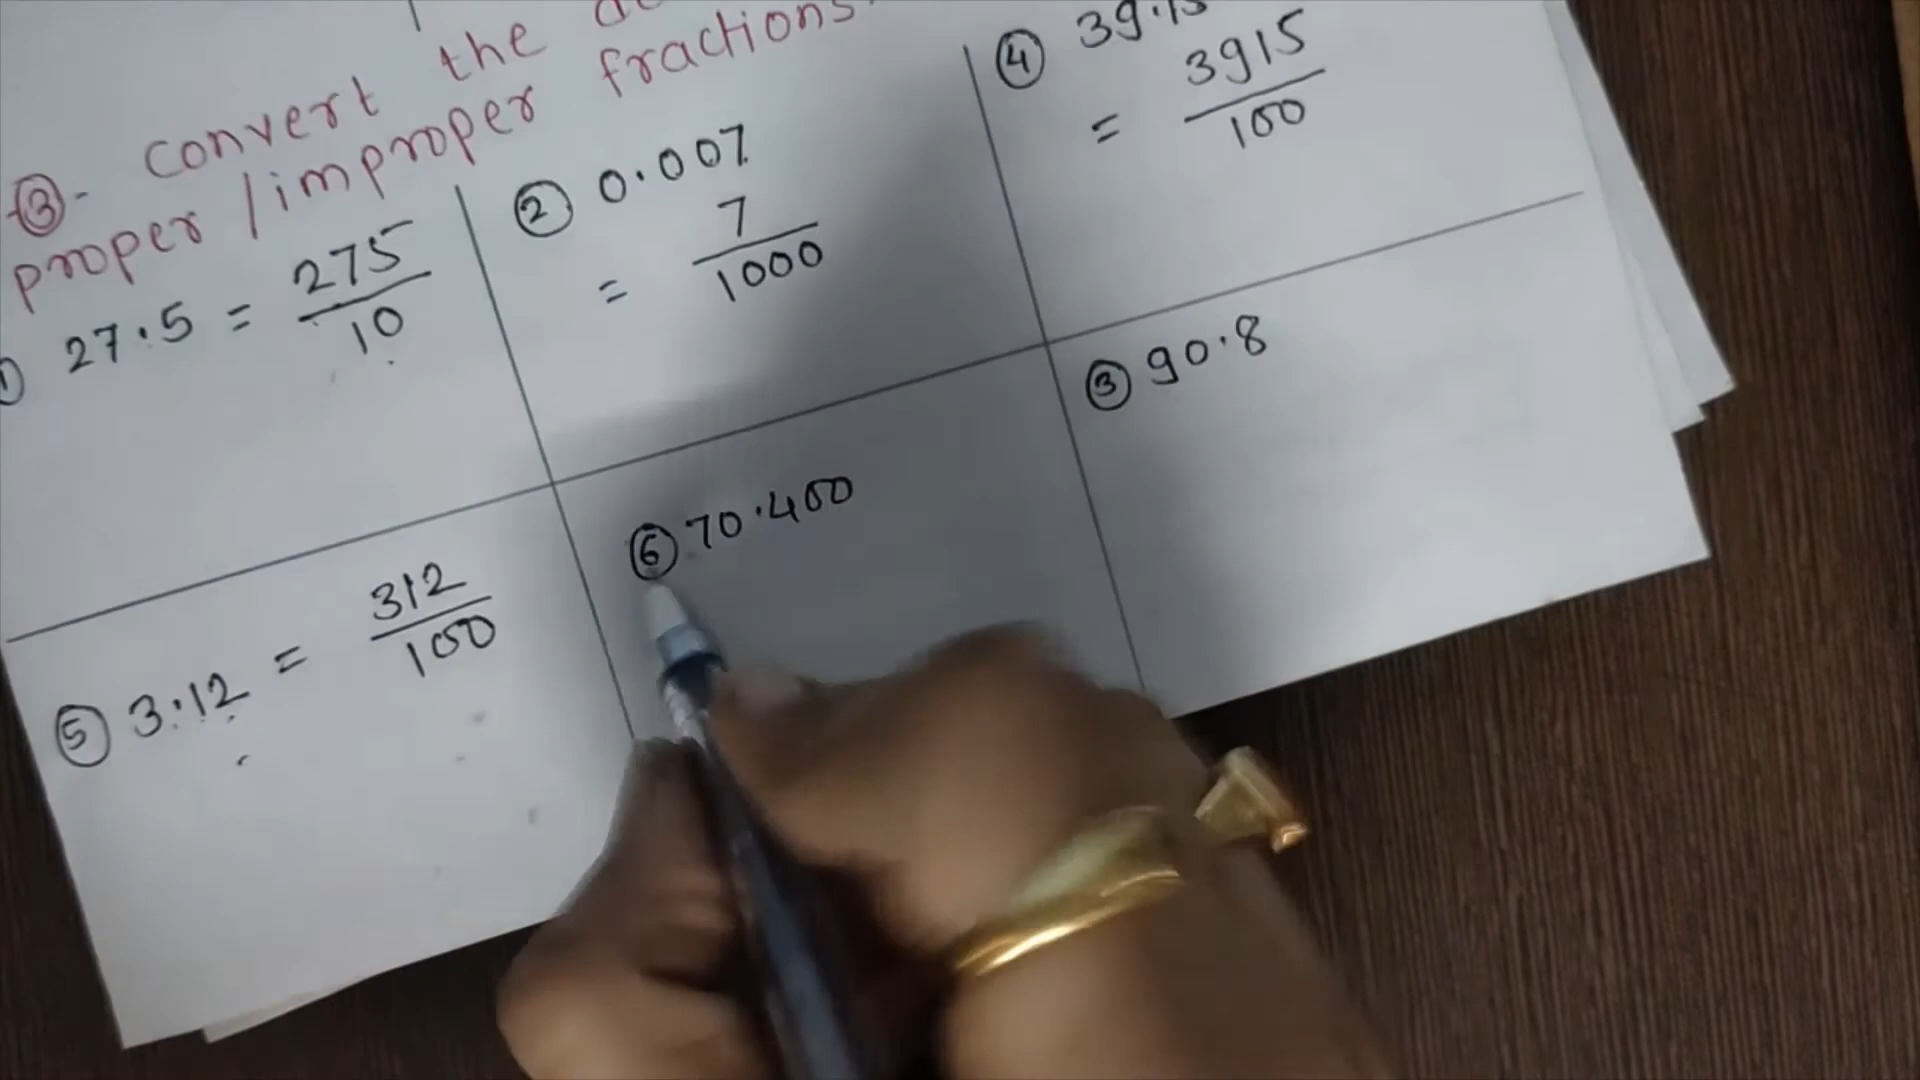 ③- convert the
proper/improper fractions
① 27.5 = 275/10
② 0.007
= 7/1000
④ 39.15
= 3915/100
⑤ 3.12 = 312/100
⑥ 70.400
③ 90.8